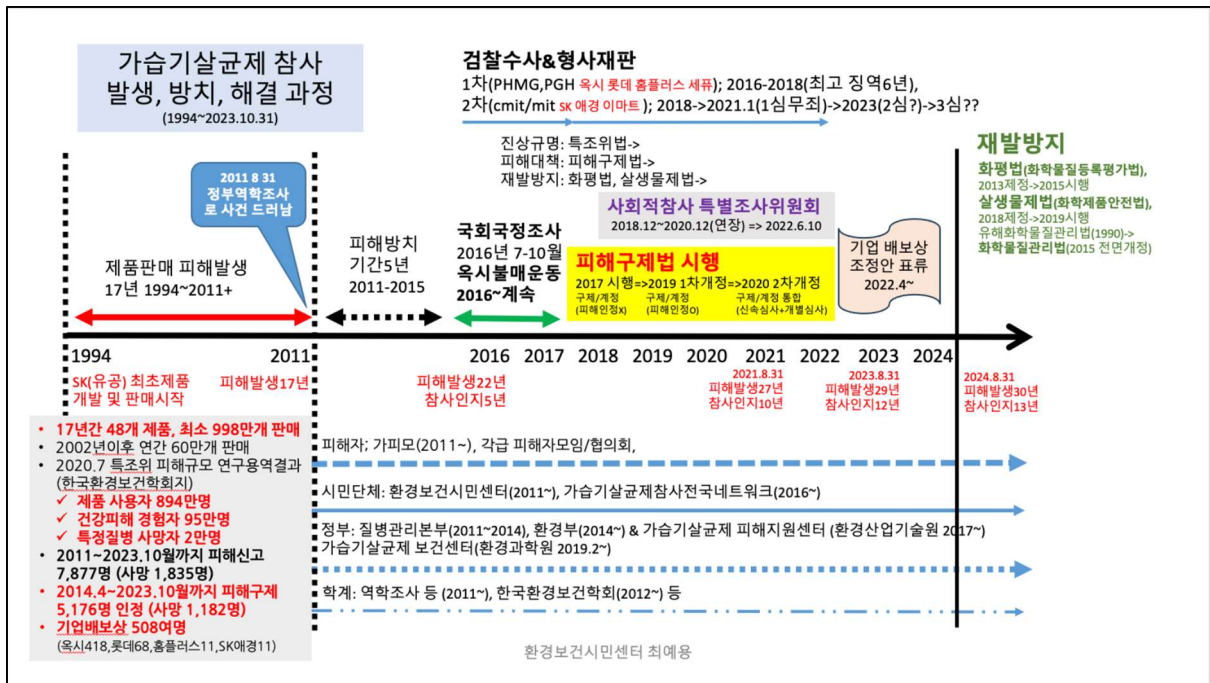 가습기살균제 참사
발생, 방치, 해결 과정
(1994~2023.10.31)
검찰수사&형사재판
1차(PHMG,PGH 옥시 롯데 홈플러스 세퓨); 2016-2018(최고 징역6년),
2차(cmit/mit SK 애경 이마트); 2018->2021.1(1심무죄)->2023(2심?)->3심??
진상규명: 특조위법->
피해대책: 피해구제법->
재발방지: 화평법, 살생물제법->
재발방지
화평법(화학물질등록평가법),
2013제정->2015시행
살생물제법(화학제품안전법),
2018제정->2019시행
유해화학물질관리법(1990)->
화학물질관리법(2015 전면개정)
2011 8 31
정부역학조사
로 사건 드러남
제품판매 피해발생
17년 1994~2011+
피해방치
기간5년
2011-2015
국회국정조사
2016년 7-10월
옥시불매운동
2016~계속
사회적참사 특별조사위원회
2018.12~2020.12(연장) => 2022.6.10
피해구제법 시행
2017 시행=>2019 1차개정=>2020 2차개정
구제/계정 구제/계정 구제/계정 통합
(피해인정X) (피해인정O) (신속심사+개별심사)
기업 배보상
조정안 표류
2022.4~
1994 2011 2016 2017 2018 2019 2020 2021 2022 2023 2024
SK(유공) 최초제품
개발 및 판매시작
피해발생17년
피해발생22년
참사인지5년
2021.8.31
피해발생27년
참사인지10년
2023.8.31
피해발생29년
참사인지12년
2024.8.31
피해발생30년
참사인지13년
• 17년간 48개 제품, 최소 998만개 판매
• 2002년이후 연간 60만개 판매
• 2020.7 특조위 피해규모 연구용역결과
(한국환경보건학회지)
✓ 제품 사용자 894만명
✓ 건강피해 경험자 95만명
✓ 특정질병 사망자 2만명
• 2011~2023.10월까지 피해신고
7,877명 (사망 1,835명)
• 2014.4~2023.10월까지 피해구제
5,176명 인정 (사망 1,182명)
• 기업배보상 508여명
(옥시418,롯데68,홈플러스11,SK애경11)
피해자; 가피모(2011~), 각급 피해자모임/협의회,
시민단체: 환경보건시민센터(2011~), 가습기살균제참사전국네트워크(2016~)
정부: 질병관리본부(2011~2014), 환경부(2014~) & 가습기살균제 피해지원센터 (환경산업기술원 2017~)
가습기살균제 보건센터(환경과학원 2019.2~)
학계: 역학조사 등 (2011~), 한국환경보건학회(2012~) 등
환경보건시민센터 최예용